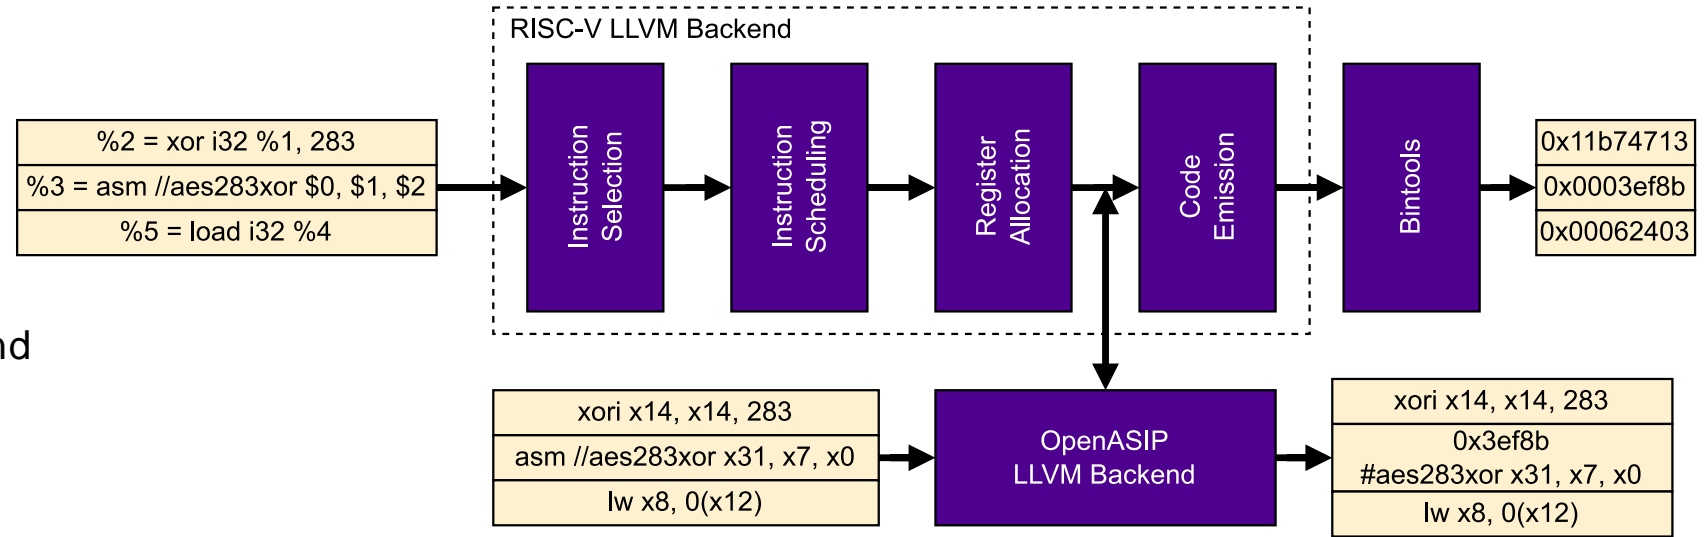 RISC-V LLVM Backend
%2 = xor i32 %1, 283
%3 = asm //aes283xor $0, $1, $2
%5 = load i32 %4
Instruction
Selection
Instruction
Scheduling
Register
Allocation
Code
Emission
Bintools
0x11b74713
0x0003ef8b
0x00062403
nd
xori x14, x14, 283
asm //aes283xor x31, x7, x0
lw x8, 0(x12)
OpenASIP
LLVM Backend
xori x14, x14, 283
0x3ef8b
#aes283xor x31, x7, x0
lw x8, 0(x12)